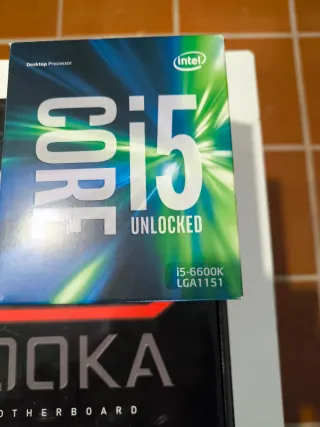 Desktop Processor
intel
CORE i5
UNLOCKED
i5-6600K
LGA1151
OOKA
OTHERBOARD